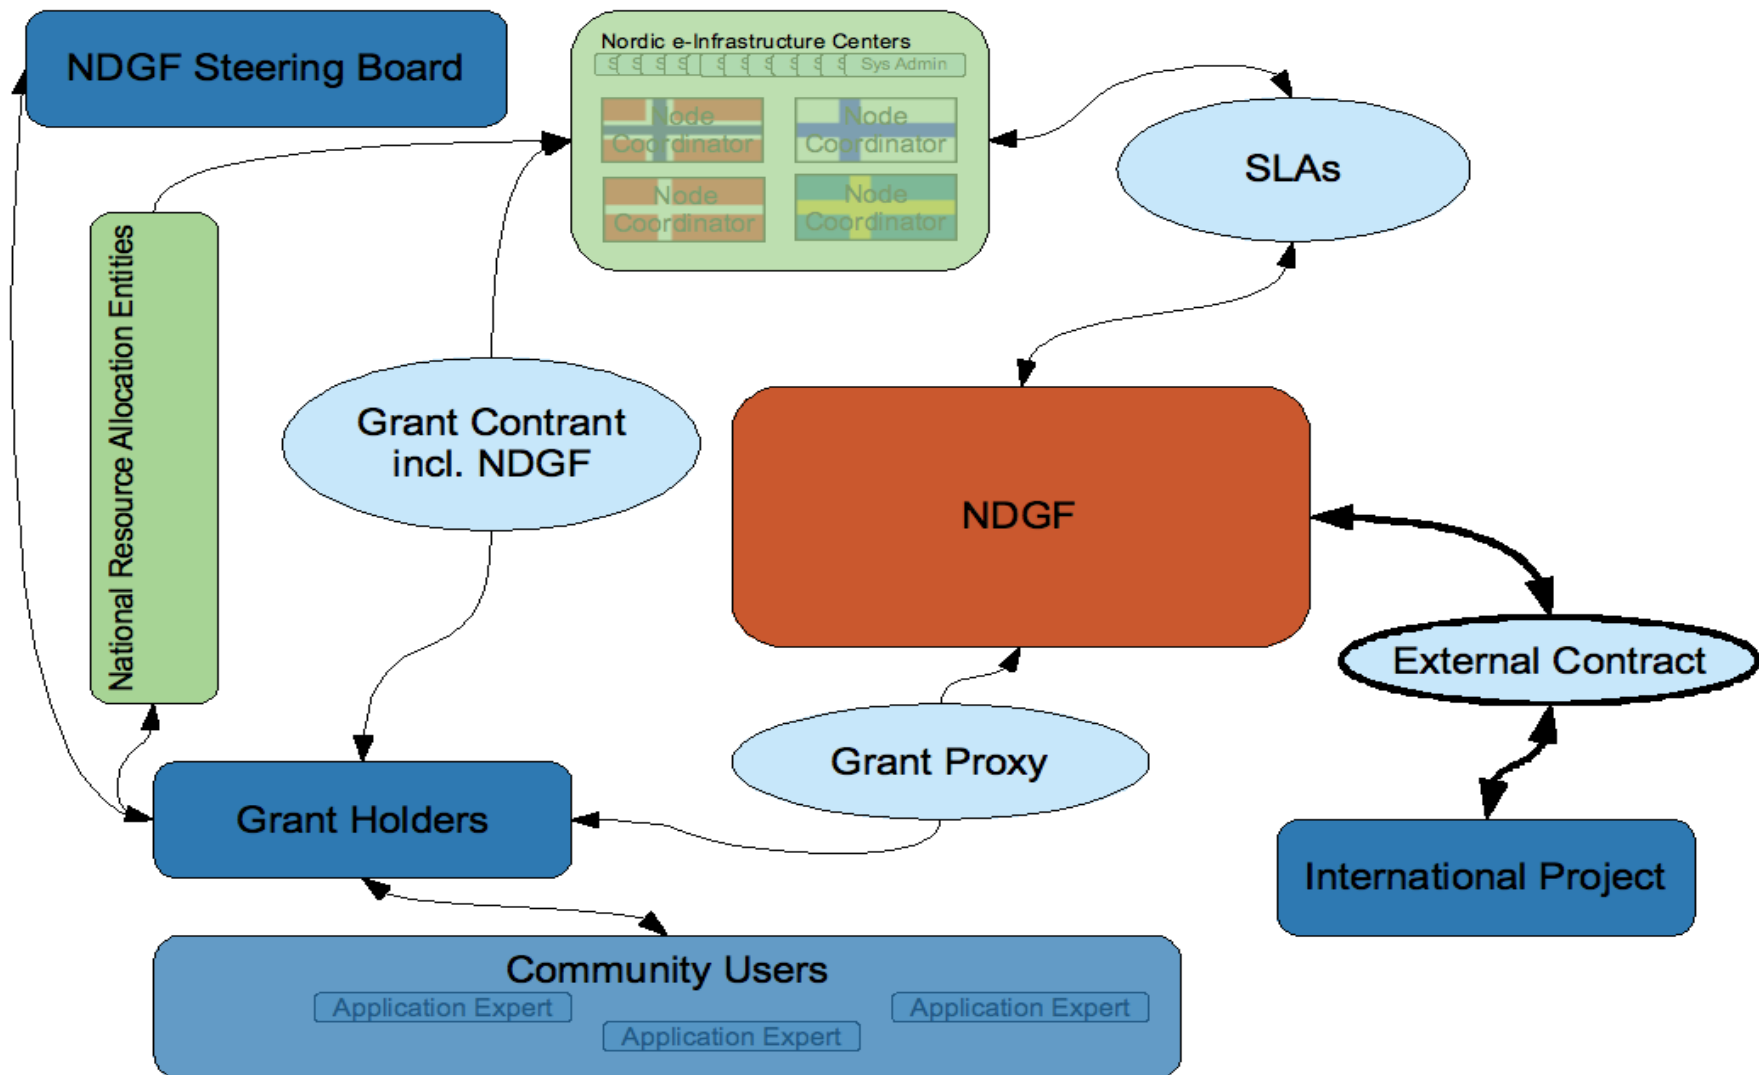 NDGF Steering Board
Nordic e-Infrastructure Centers
S
S
S
S
S
S
S
S
S
S
Sys Admin
Node
Coordinator
Node
Coordinator
Node
Coordinator
Node
Coordinator
SLAs
National Resource Allocation Entities
Grant Contrant
incl. NDGF
NDGF
External Contract
Grant Proxy
Grant Holders
International Project
Community Users
Application Expert
Application Expert
Application Expert